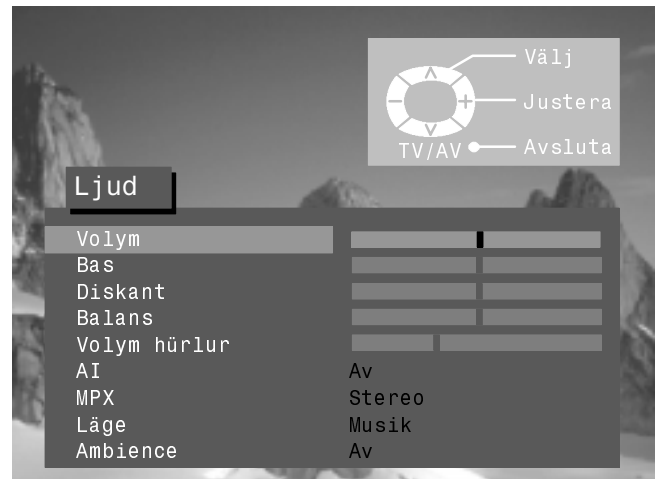 Välj
Justera
TV/AV Avsluta
Ljud
Volym
Bas
Diskant
Balans
Volym hürlur
AI Av
MPX Stereo
Läge Musik
Ambience Av